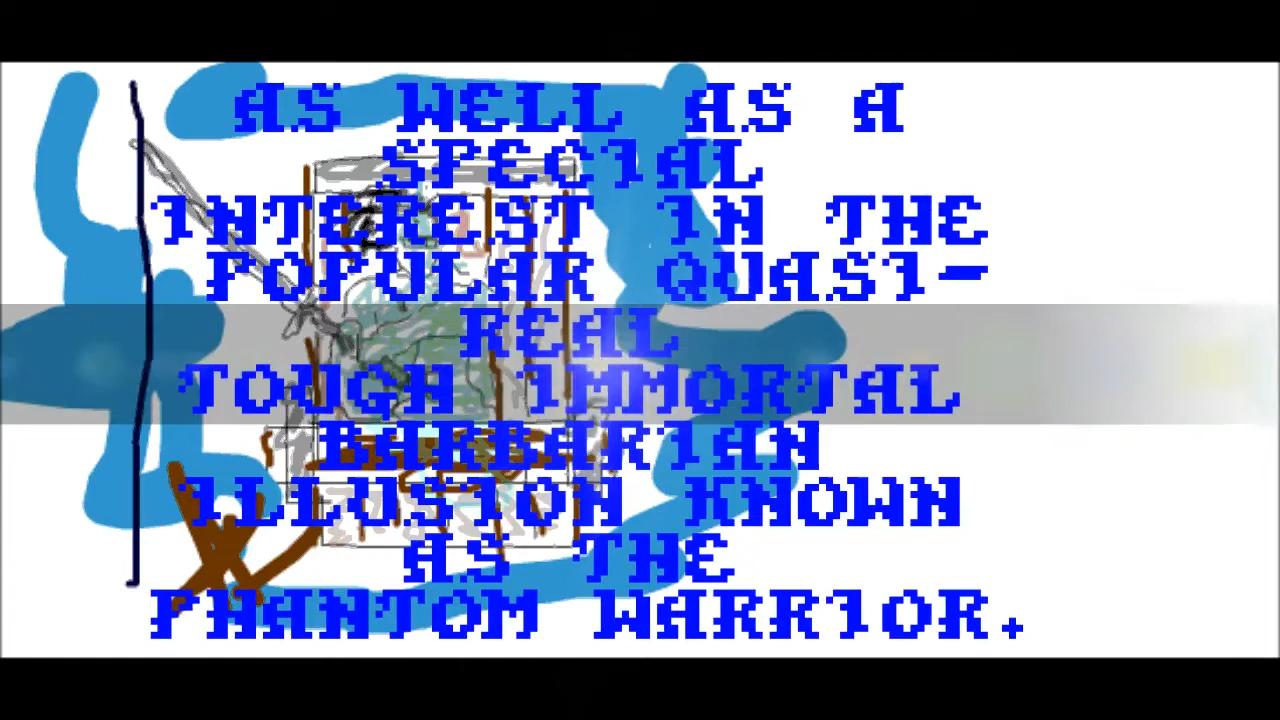 AS WELL AS A
SPECIAL
INTEREST IN THE
POPULAR QUASI-
REAL
TOUGH IMMORTAL
BARBARIAN
ILLUSION KNOWN
AS THE
PHANTOM WARRIOR.